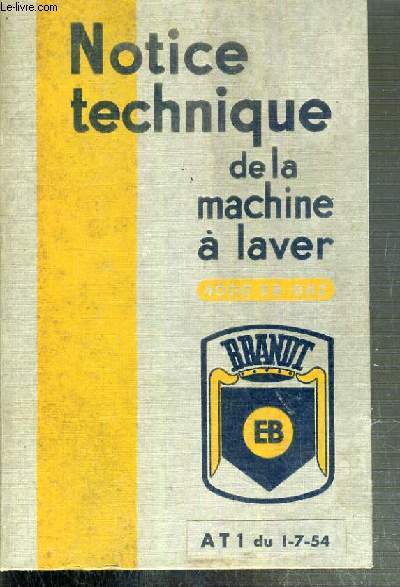 Le-livre.com
Notice
technique
de la
machine
à laver
BRANDT
EB
AT1 du 1-7-54